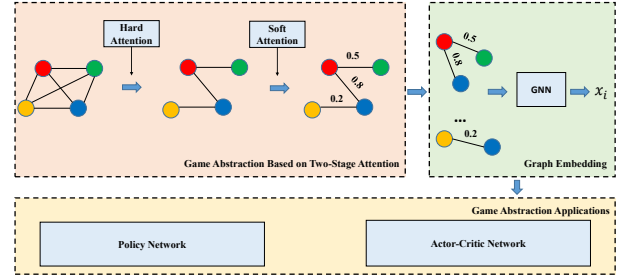 Hard
Attention
Soft
Attention
0.5
0.8
0.2
Game Abstraction Based on Two-Stage Attention
0.5
0.8
...
0.2
GNN
x_i
Graph Embedding
Game Abstraction Applications
Policy Network
Actor-Critic Network